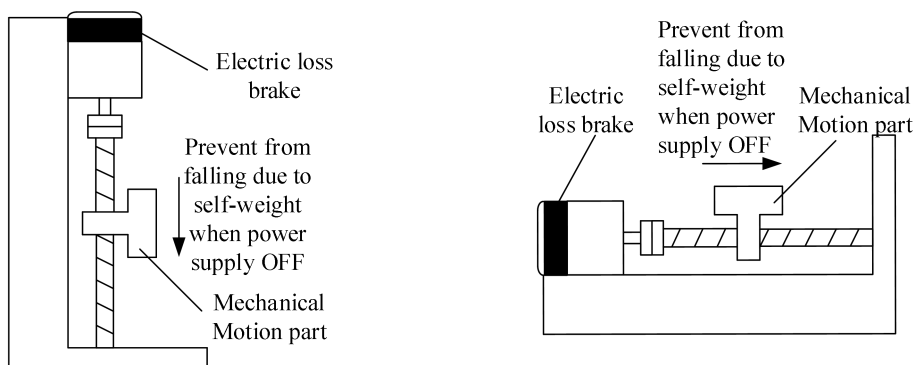 Electric loss
brake
Prevent from
falling due to
self-weight
when power
supply OFF
Mechanical
Motion part
Electric
loss brake
Prevent from
falling due to
self-weight
when power
supply OFF
Mechanical
Motion part